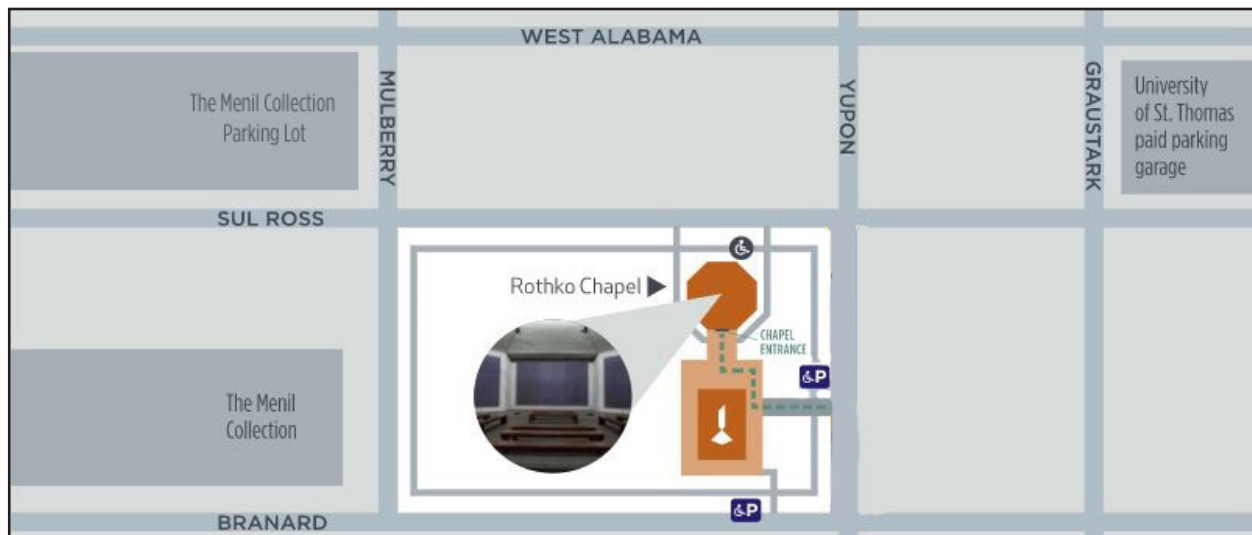 WEST ALABAMA
The Menil Collection
Parking Lot
MULBERRY
YUPON
GRAUSTARK
University
of St. Thomas
paid parking
garage
SUL ROSS
Rothko Chapel
CHAPEL
ENTRANCE
P
The Menil
Collection
P
BRANARD